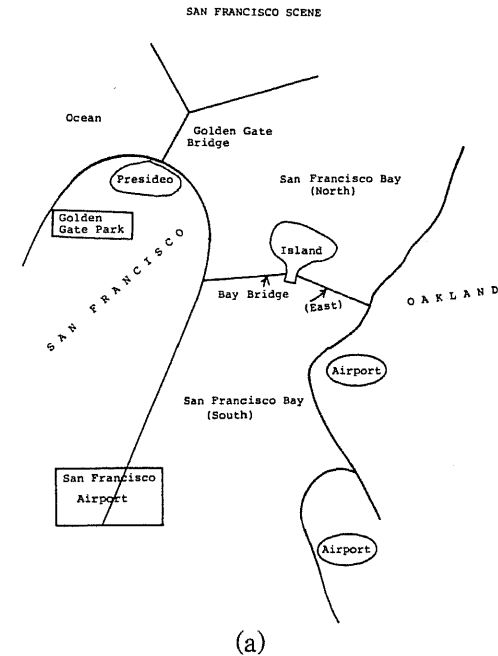 SAN FRANCISCO SCENE
Ocean
Golden Gate
Bridge
Presideo
San Francisco Bay
(North)
Golden
Gate Park
SAN FRANCISCO
Island
Bay Bridge
(East)
OAKLAND
Airport
San Francisco Bay
(South)
San Francisco
Airport
Airport
(a)